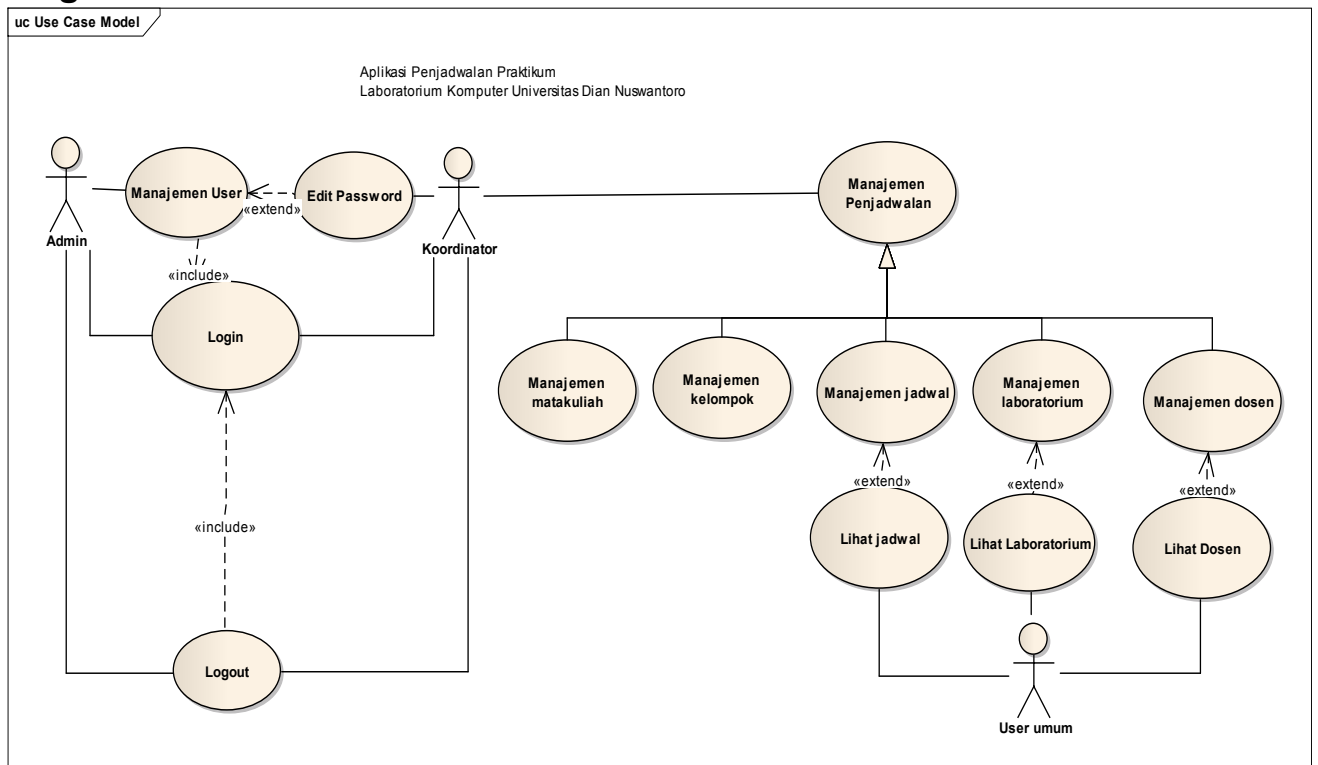 uc Use Case Model
Aplikasi Penjadwalan Praktikum
Laboratorium Komputer Universitas Dian Nuswantoro
Admin
Manajemen User
«extend»
Edit Password
Koordinator
Manajemen
Penjadwalan
«include»
Login
Manajemen
matakuliah
Manajemen
kelompok
Manajemen jadwal
Manajemen
laboratorium
Manajemen dosen
«extend»
«extend»
«extend»
«include»
Lihat jadwal
Lihat Laboratorium
Lihat Dosen
Logout
User umum